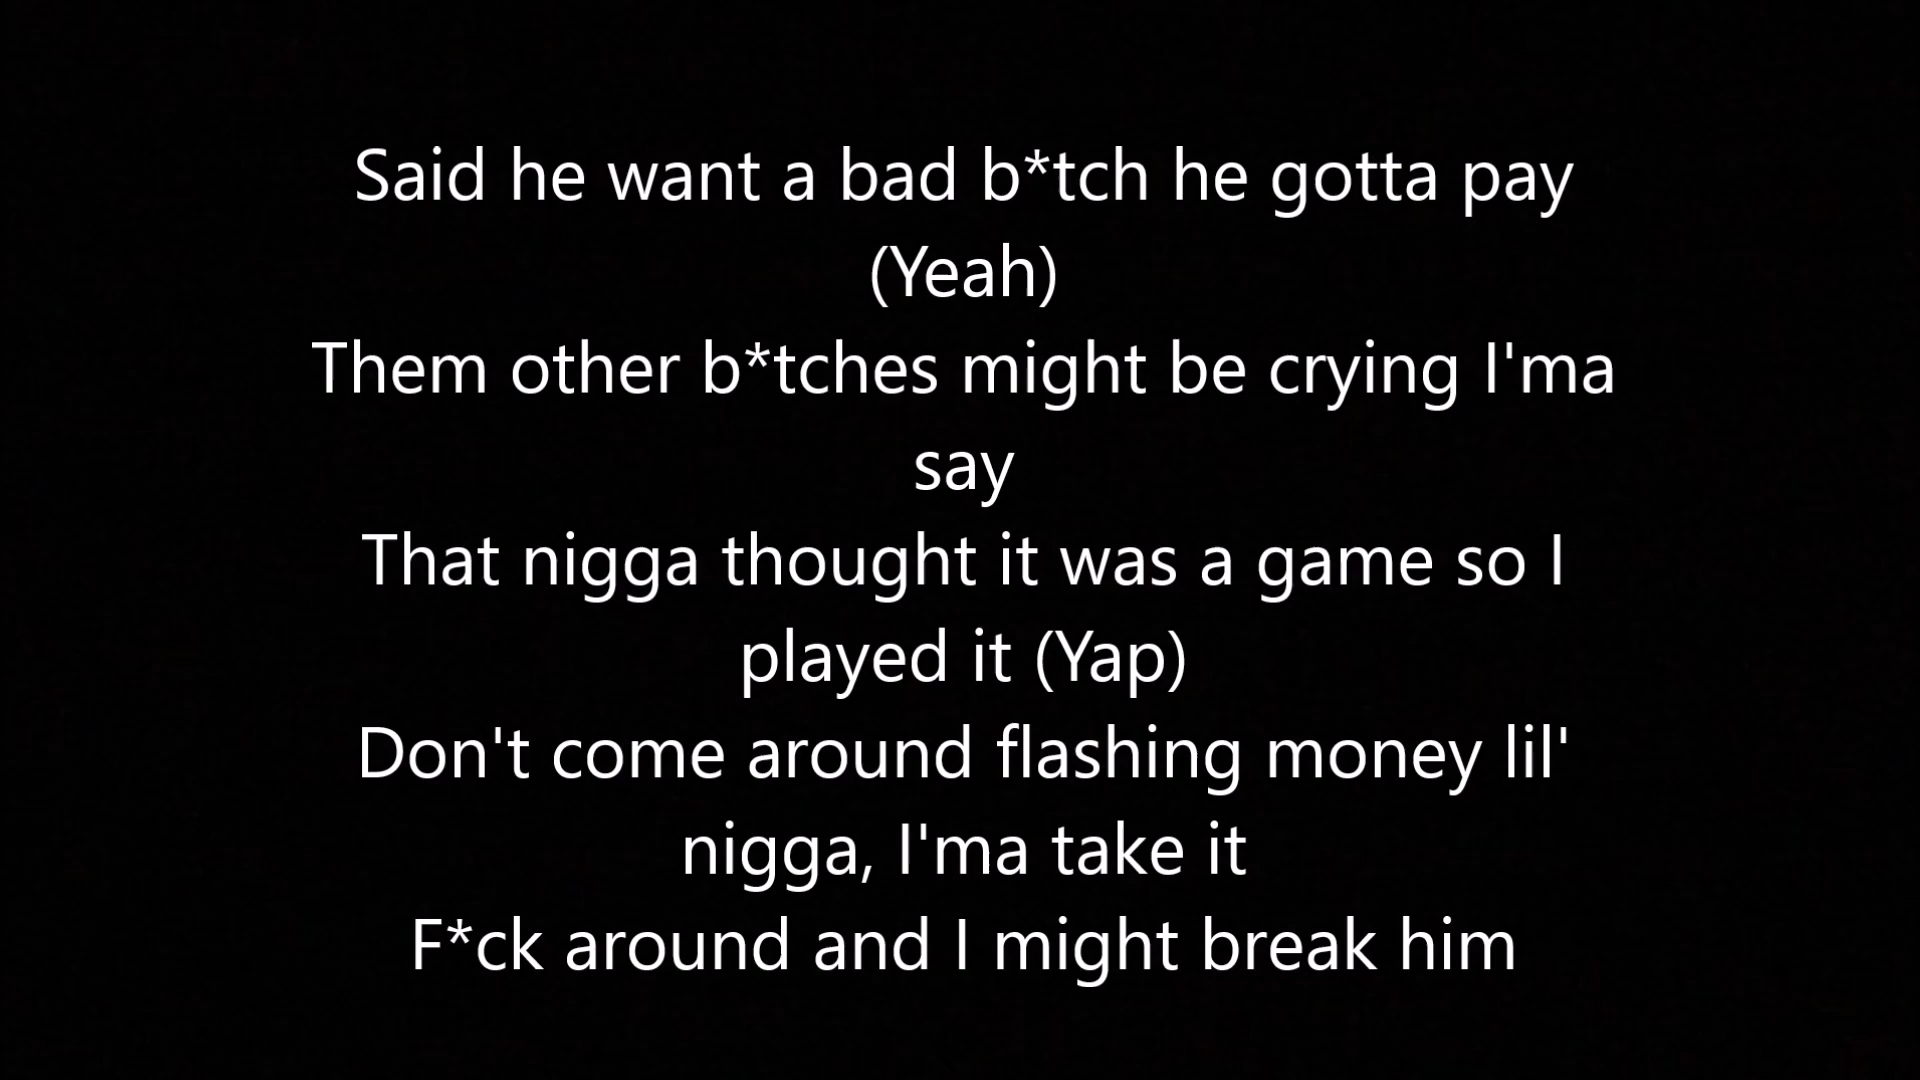 Said he want a bad b*tch he gotta pay
(Yeah)
Them other b*tches might be crying I'ma
say
That nigga thought it was a game so I
played it (Yap)
Don't come around flashing money lil'
nigga, I'ma take it
F*ck around and I might break him